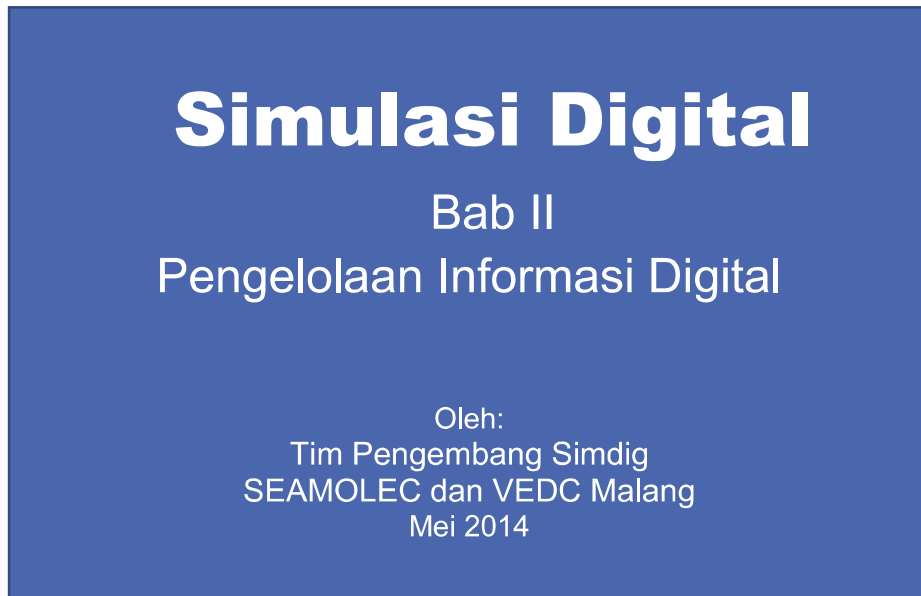 Simulasi Digital
Bab II
Pengelolaan Informasi Digital
Oleh:
Tim Pengembang Simdig
SEAMOLEC dan VEDC Malang
Mei 2014